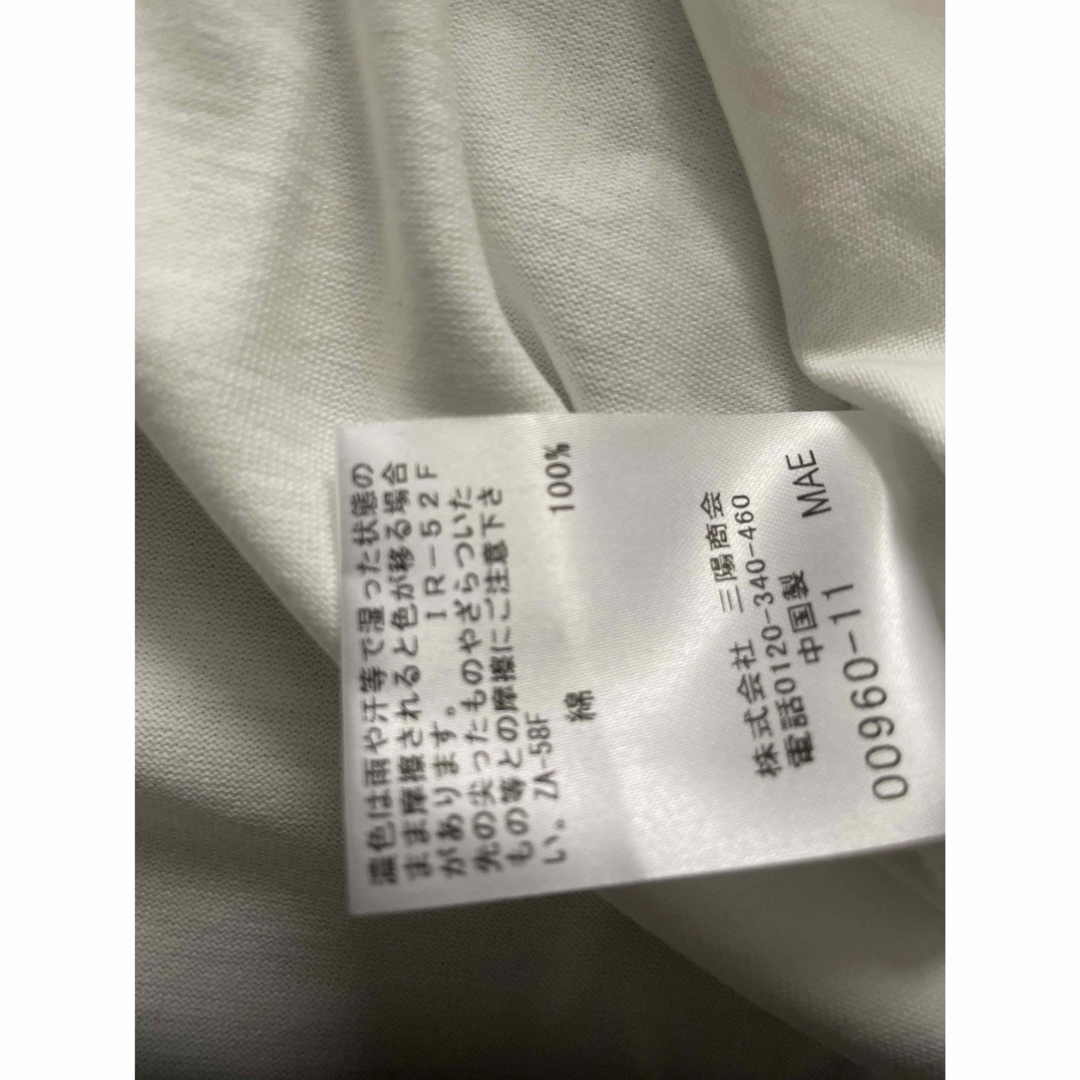 濃色は雨や汗等で湿った状態の
まま摩擦されると色が移る場合
があります。 IR-52F
先の尖ったものやざらついた
もの等との摩擦にご注意下さ
い。ZA-58F
綿 100%
株式会社 三陽商会
電話0120-340-460
中国製 MAE
00960-11